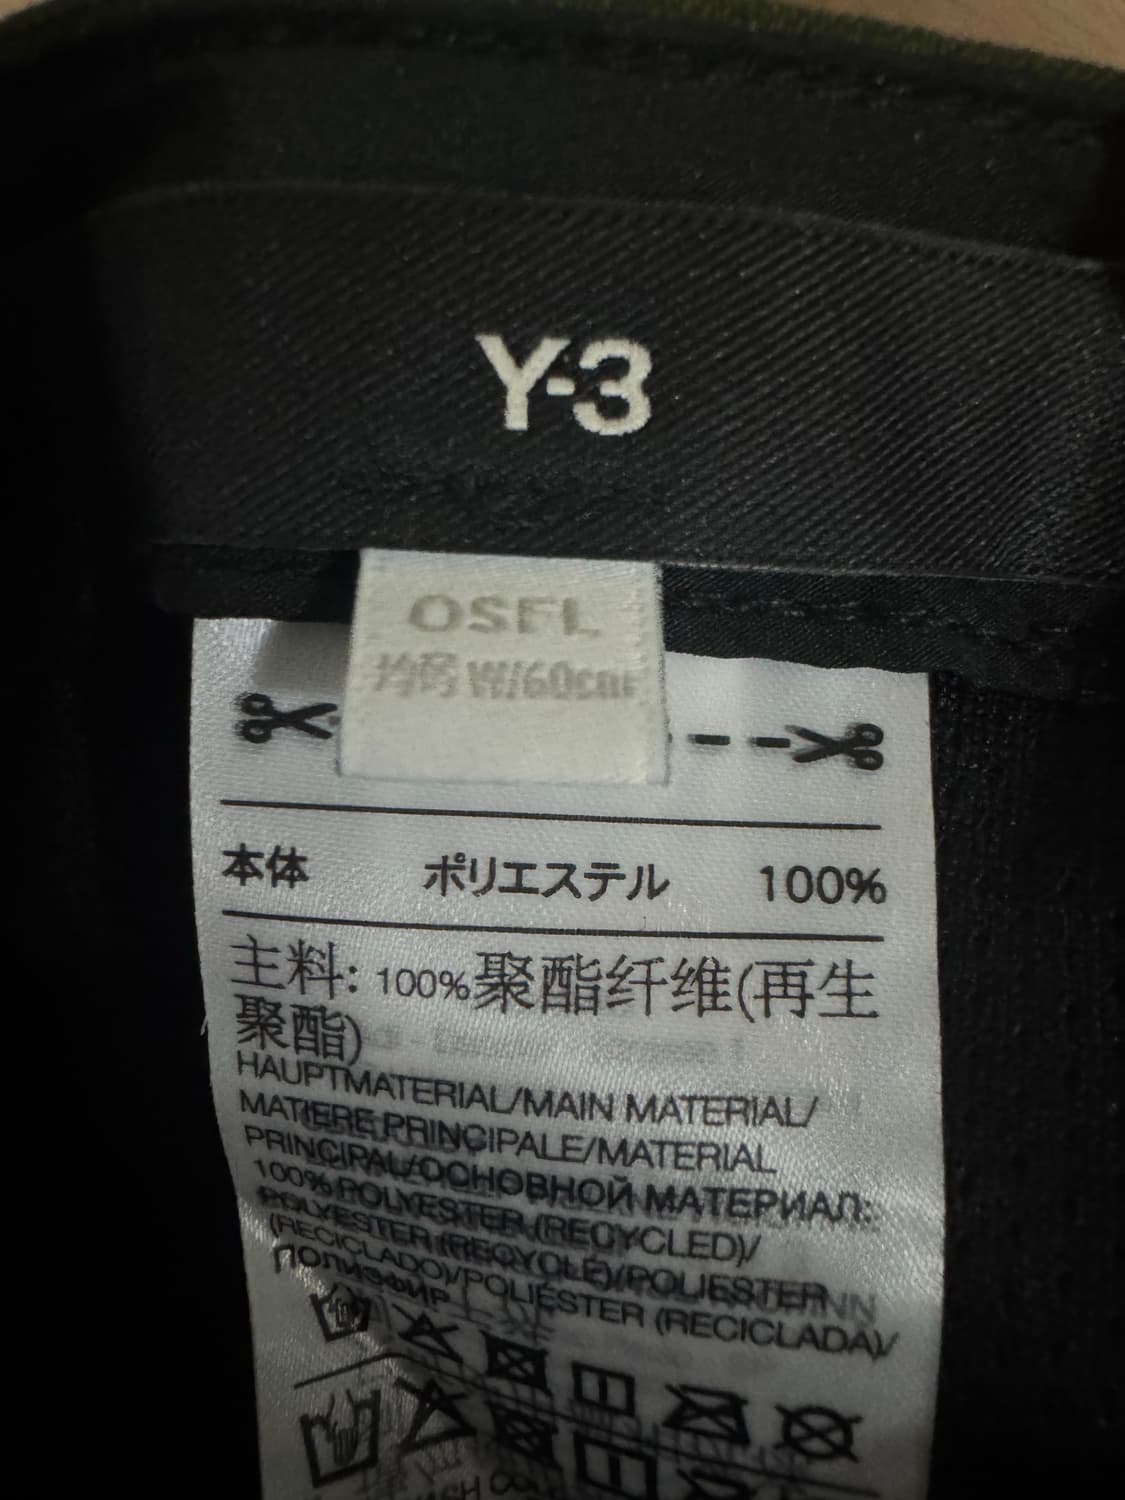 Y-3
OSFL
均码 W/60cm
本体 ポリエステル 100%
主料: 100%聚酯纤维(再生
聚酯)
HAUPTMATERIAL/MAIN MATERIAL/
MATIERE PRINCIPALE/MATERIAL
PRINCIPAL/ОСНОВНОЙ МАТЕРИАЛ:
100% POLYESTER (RECYCLED)/
POLYESTER (RECYCLÉ)/POLIESTER
(RECICLADO)/POLIÉSTER (RECICLADA)/
ПОЛИЭФИР